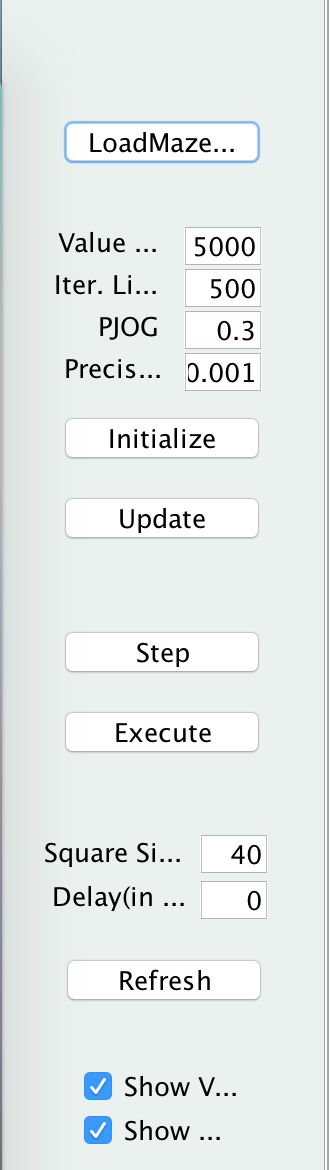 LoadMaze...
Value ... 5000
Iter. Li... 500
PJOG 0.3
Precis... 0.001
Initialize
Update
Step
Execute
Square Si... 40
Delay(in ... 0
Refresh
Show V...
Show ...